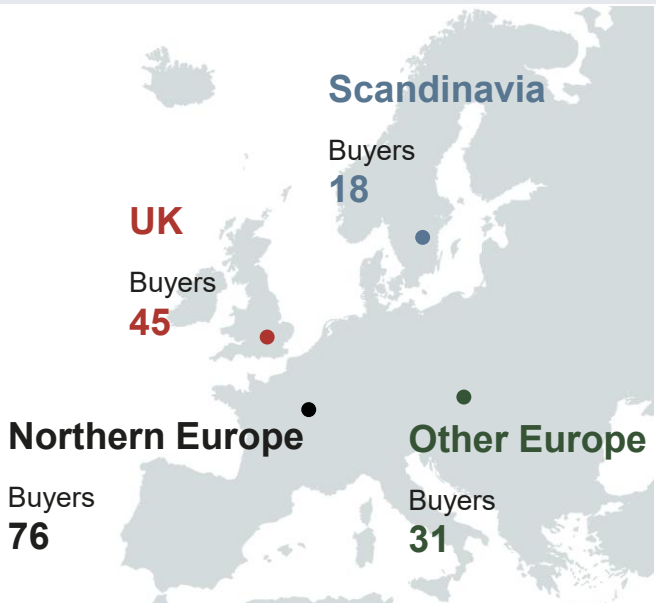 Scandinavia
Buyers
18
UK
Buyers
45
Northern Europe
Buyers
76
Other Europe
Buyers
31